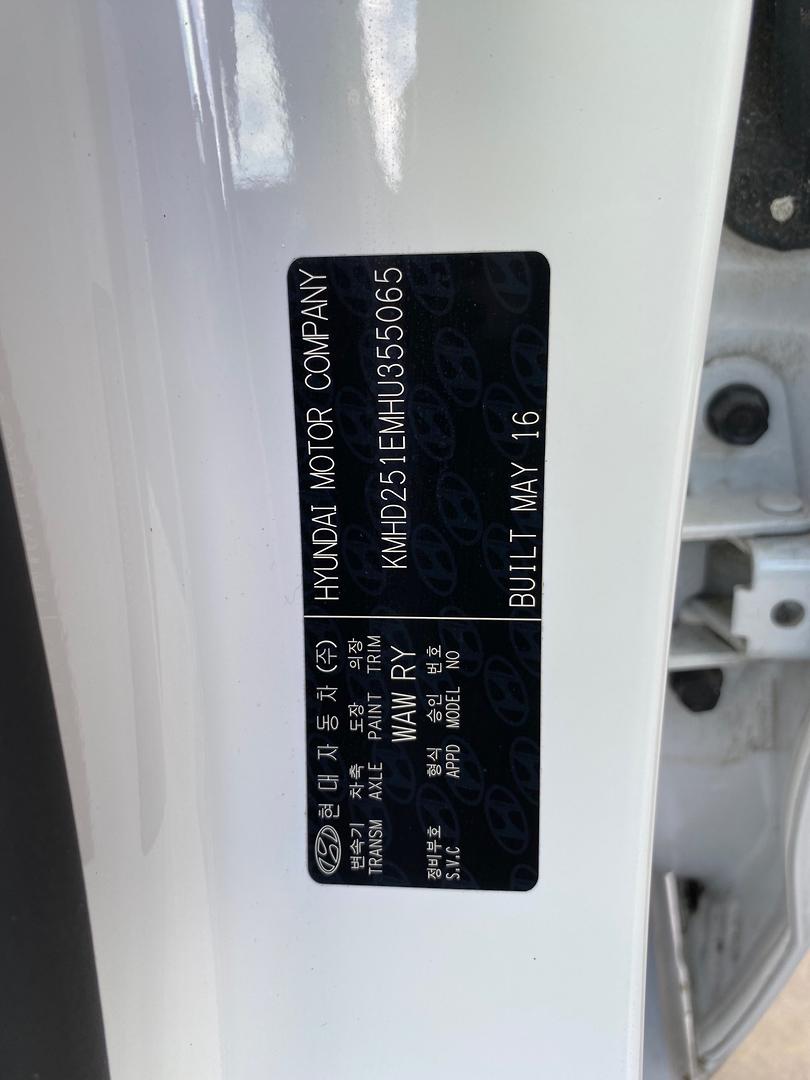 현대자동차(주)
HYUNDAI MOTOR COMPANY
변속기 차축 도장 의장
TRANSM AXLE PAINT TRIM
KMHD251EMHU355065
WAW RY
정비부호 형식 승인 번호
S.V.C APPD MODEL NO
BUILT MAY 16